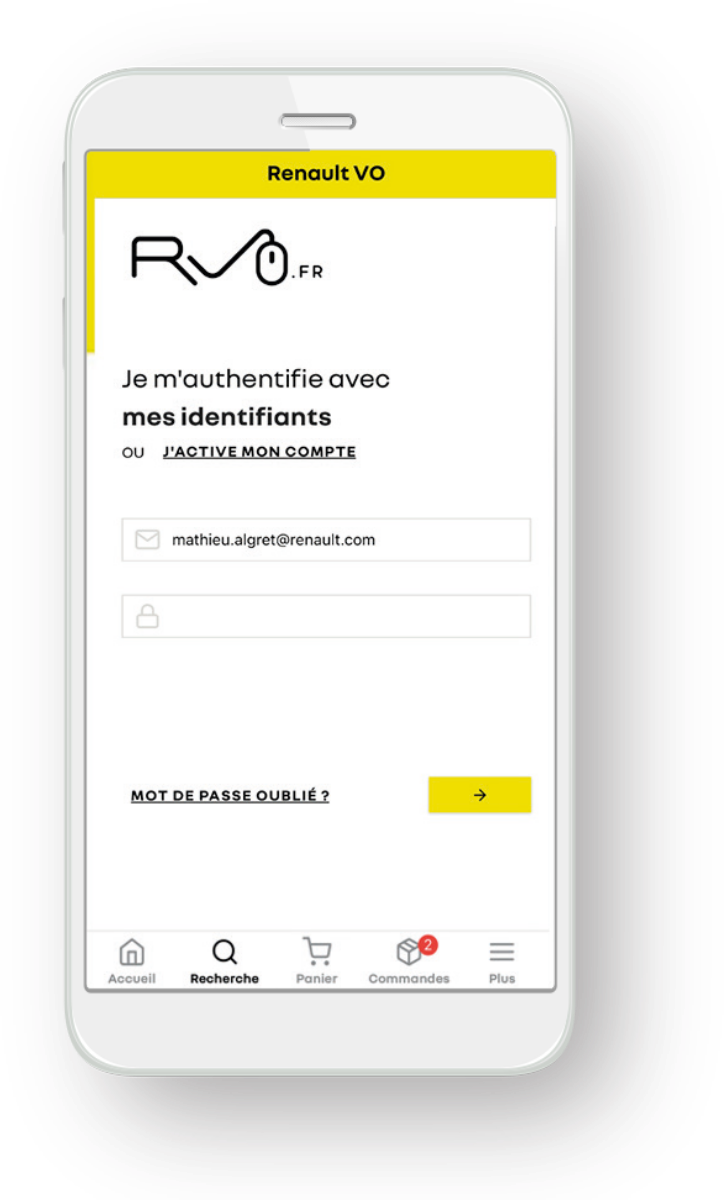 Renault VO
RVO.FR
Je m'authentifie avec
mes identifiants
OU J'ACTIVE MON COMPTE
mathieu.algret@renault.com
MOT DE PASSE OUBLIÉ ?
2
Accueil Recherche Panier Commandes Plus